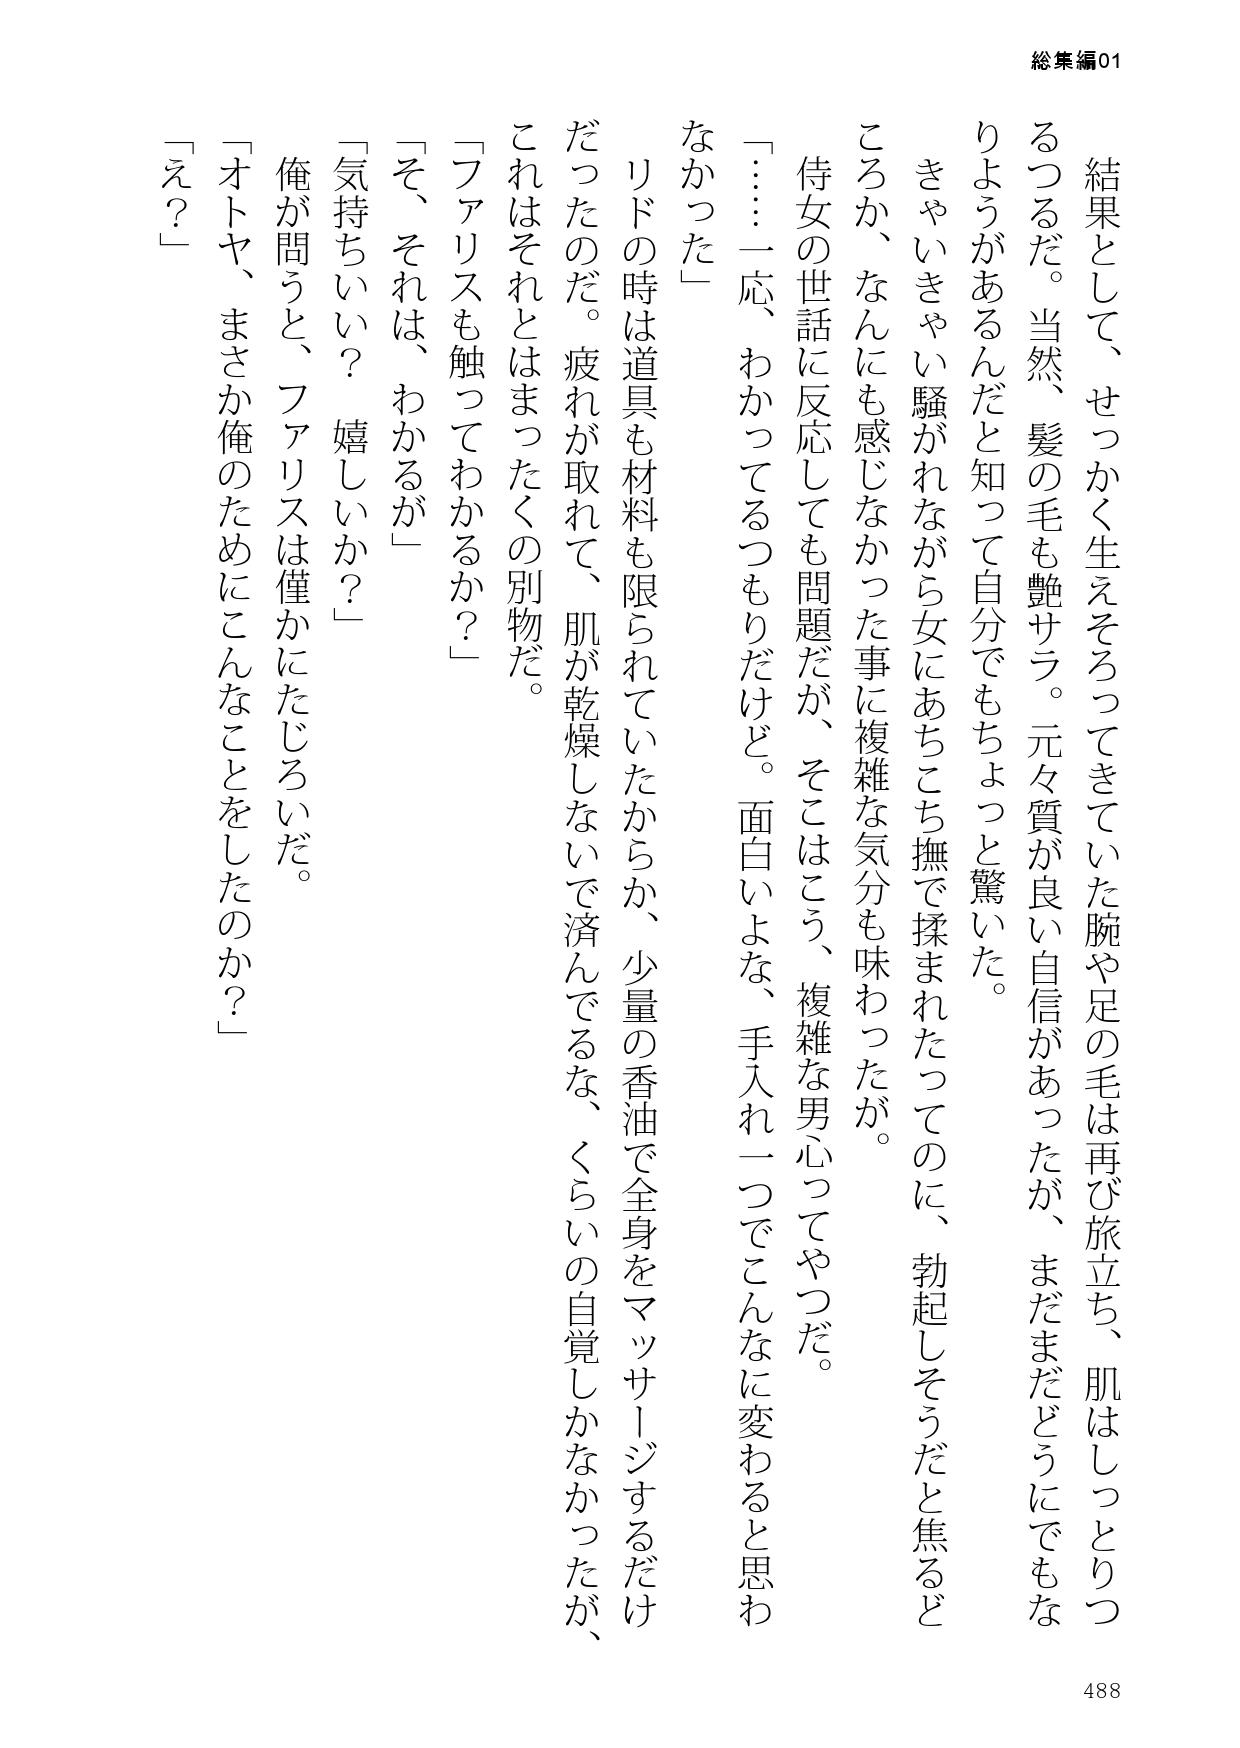 総集編01
　結果として、せっかく生えそろってきていた腕や足の毛は再び旅立ち、肌はしっとりつ
るつるだ。当然、髪の毛も艶サラ。元々質が良い自信があったが、まだまだどうにでもな
りようがあるんだと知って自分でもちょっと驚いた。
　きゃいきゃい騒がれながら女にあちこち撫で揉まれたってのに、勃起しそうだと焦るど
ころか、なんにも感じなかった事に複雑な気分も味わったが。
　侍女の世話に反応しても問題だが、そこはこう、複雑な男心ってやつだ。
「……一応、わかってるつもりだけど。面白いよな、手入れ一つでこんなに変わると思わ
なかった」
　リドの時は道具も材料も限られていたからか、少量の香油で全身をマッサージするだけ
だったのだ。疲れが取れて、肌が乾燥しないで済んでるな、くらいの自覚しかなかったが、
これはそれとはまったくの別物だ。
「ファリスも触ってわかるか？」
「そ、それは、わかるが」
「気持ちいい？　嬉しいか？」
　俺が問うと、ファリスは僅かにたじろいだ。
「オトヤ、まさか俺のためにこんなことをしたのか？」
「え？」
488